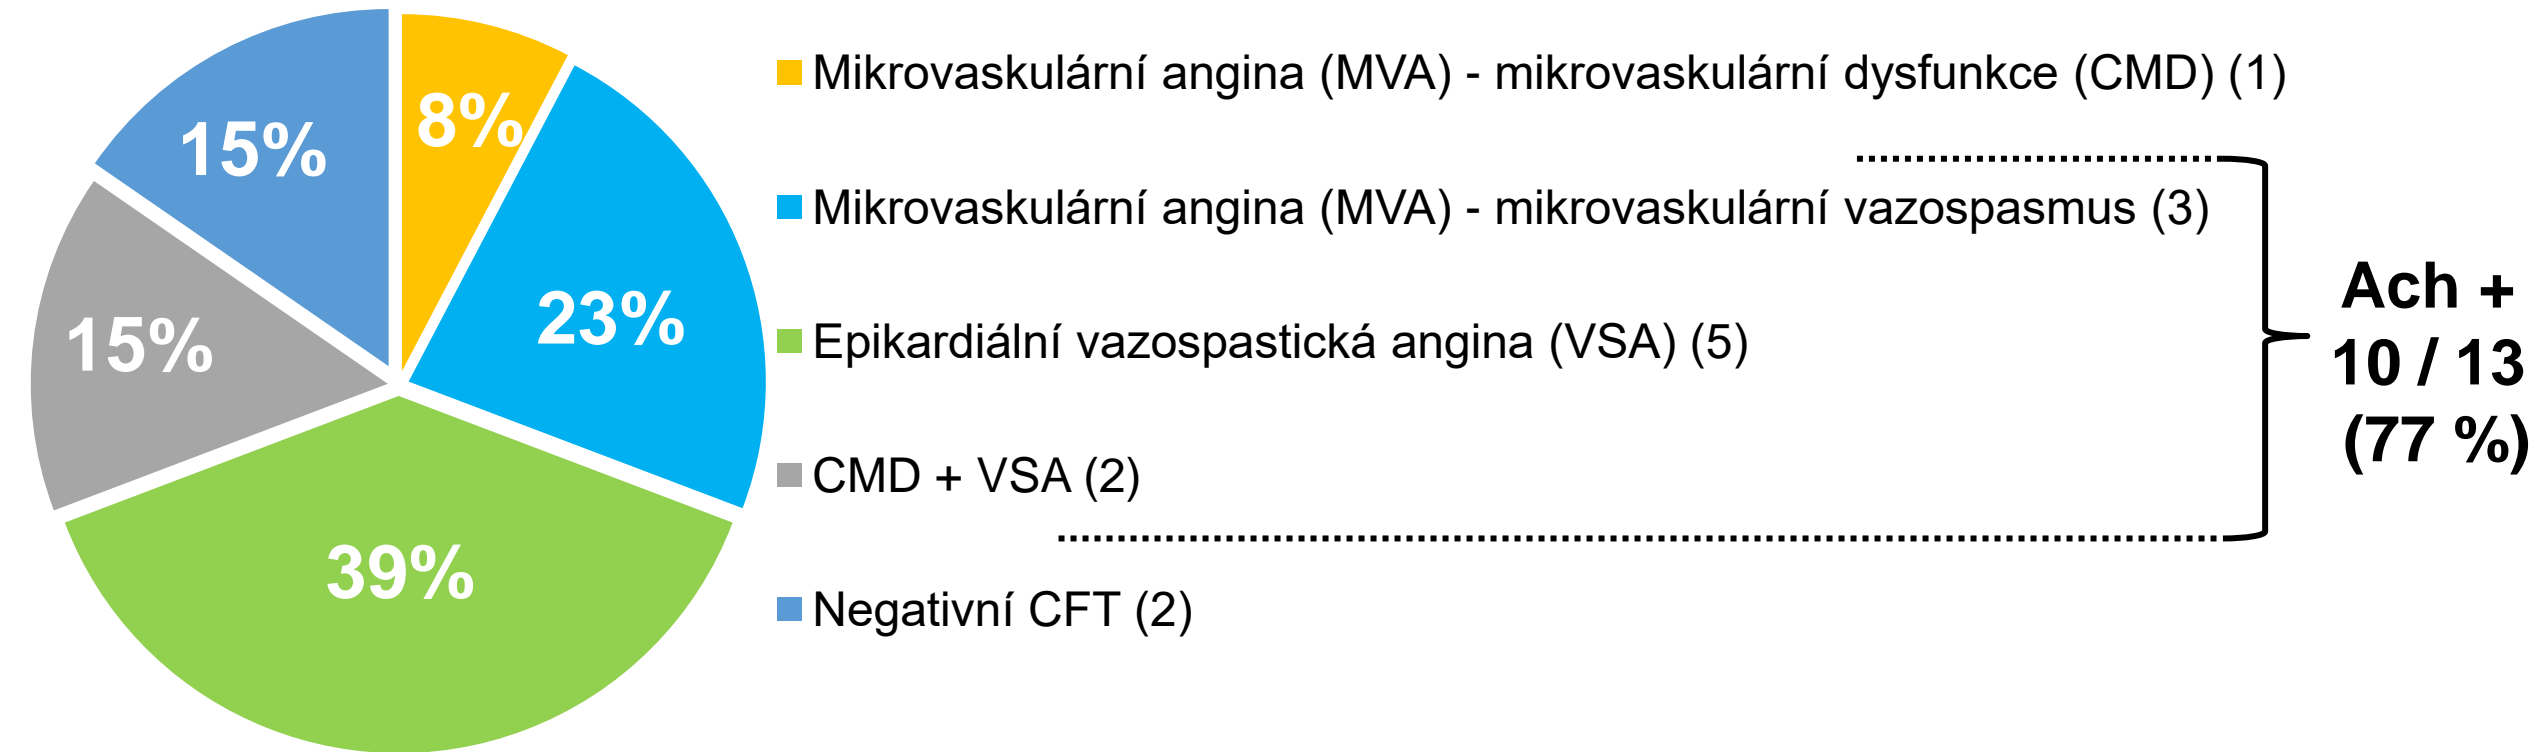 8%
15%
23%
15%
39%
Mikrovaskulární angina (MVA) - mikrovaskulární dysfunkce (CMD) (1)
Mikrovaskulární angina (MVA) - mikrovaskulární vazospasmus (3)
Epikardiální vazospastická angina (VSA) (5)
CMD + VSA (2)
Negativní CFT (2)
Ach +
10 / 13
(77 %)